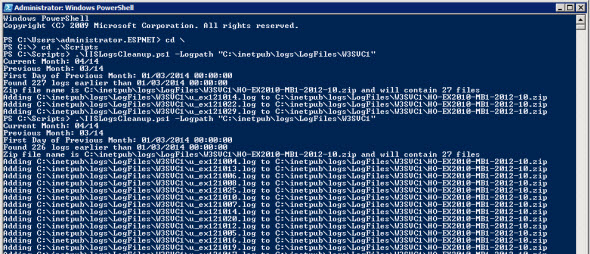 Administrator: Windows PowerShell
Windows PowerShell
Copyright (C) 2009 Microsoft Corporation. All rights reserved.
PS C:\Users\administrator.ESPNET> cd \
PS C:\> cd .\Scripts
PS C:\Scripts> .\IISLogsCleanup.ps1 -Logpath "C:\inetpub\logs\LogFiles\W3SVC1"
Current Month: 04/14
Previous Month: 03/14
First Day of Previous Month: 01/03/2014 00:00:00
Found 227 logs earlier than 01/03/2014 00:00:00
Zip file name is C:\inetpub\logs\LogFiles\W3SVC1\HO-EX2010-MB1-2012-10.zip and will contain 27 files
Adding C:\inetpub\logs\LogFiles\W3SVC1\u_ex121014.log to C:\inetpub\logs\LogFiles\W3SVC1\HO-EX2010-MB1-2012-10.zip
Adding C:\inetpub\logs\LogFiles\W3SVC1\u_ex121022.log to C:\inetpub\logs\LogFiles\W3SVC1\HO-EX2010-MB1-2012-10.zip
Adding C:\inetpub\logs\LogFiles\W3SVC1\u_ex121029.log to C:\inetpub\logs\LogFiles\W3SVC1\HO-EX2010-MB1-2012-10.zip
PS C:\Scripts> .\IISLogsCleanup.ps1 -Logpath "C:\inetpub\logs\LogFiles\W3SVC1"
Current Month: 04/14
Previous Month: 03/14
First Day of Previous Month: 01/03/2014 00:00:00
Found 226 logs earlier than 01/03/2014 00:00:00
Zip file name is C:\inetpub\logs\LogFiles\W3SVC1\HO-EX2010-MB1-2012-10.zip and will contain 27 files
Adding C:\inetpub\logs\LogFiles\W3SVC1\u_ex121004.log to C:\inetpub\logs\LogFiles\W3SVC1\HO-EX2010-MB1-2012-10.zip
Adding C:\inetpub\logs\LogFiles\W3SVC1\u_ex121013.log to C:\inetpub\logs\LogFiles\W3SVC1\HO-EX2010-MB1-2012-10.zip
Adding C:\inetpub\logs\LogFiles\W3SVC1\u_ex121006.log to C:\inetpub\logs\LogFiles\W3SVC1\HO-EX2010-MB1-2012-10.zip
Adding C:\inetpub\logs\LogFiles\W3SVC1\u_ex121008.log to C:\inetpub\logs\LogFiles\W3SVC1\HO-EX2010-MB1-2012-10.zip
Adding C:\inetpub\logs\LogFiles\W3SVC1\u_ex121025.log to C:\inetpub\logs\LogFiles\W3SVC1\HO-EX2010-MB1-2012-10.zip
Adding C:\inetpub\logs\LogFiles\W3SVC1\u_ex121010.log to C:\inetpub\logs\LogFiles\W3SVC1\HO-EX2010-MB1-2012-10.zip
Adding C:\inetpub\logs\LogFiles\W3SVC1\u_ex121007.log to C:\inetpub\logs\LogFiles\W3SVC1\HO-EX2010-MB1-2012-10.zip
Adding C:\inetpub\logs\LogFiles\W3SVC1\u_ex121014.log to C:\inetpub\logs\LogFiles\W3SVC1\HO-EX2010-MB1-2012-10.zip
Adding C:\inetpub\logs\LogFiles\W3SVC1\u_ex121020.log to C:\inetpub\logs\LogFiles\W3SVC1\HO-EX2010-MB1-2012-10.zip
Adding C:\inetpub\logs\LogFiles\W3SVC1\u_ex121012.log to C:\inetpub\logs\LogFiles\W3SVC1\HO-EX2010-MB1-2012-10.zip
Adding C:\inetpub\logs\LogFiles\W3SVC1\u_ex121005.log to C:\inetpub\logs\LogFiles\W3SVC1\HO-EX2010-MB1-2012-10.zip
Adding C:\inetpub\logs\LogFiles\W3SVC1\u_ex121016.log to C:\inetpub\logs\LogFiles\W3SVC1\HO-EX2010-MB1-2012-10.zip
Adding C:\inetpub\logs\LogFiles\W3SVC1\u_ex121019.log to C:\inetpub\logs\LogFiles\W3SVC1\HO-EX2010-MB1-2012-10.zip